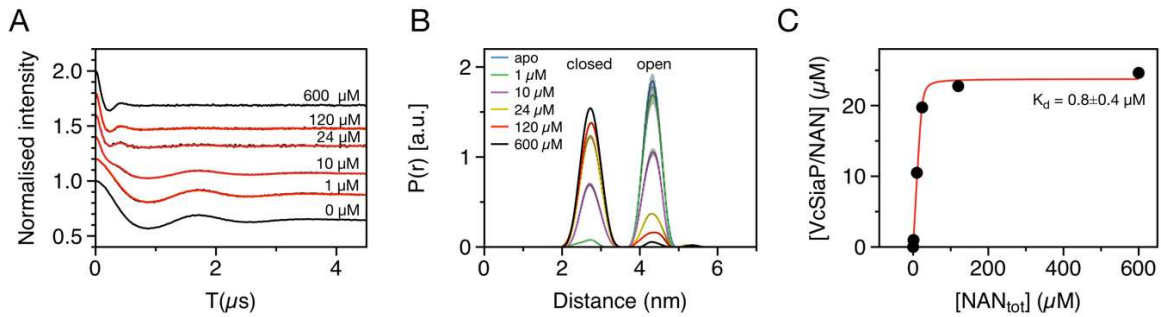 A
Normalised intensity
2.0
1.5
1.0
0.5
600 µM
120 µM
24 µM
10 µM
1 µM
0 µM
0
2
4
T(µs)
B
P(r) [a.u.]
2
1
0
apo
1 µM
10 µM
24 µM
120 µM
600 µM
closed
open
0
2
4
6
Distance (nm)
C
[VcSiaP/NAN] (µM)
20
10
0
K_d = 0.8±0.4 µM
0
200
400
600
[NAN_tot] (µM)